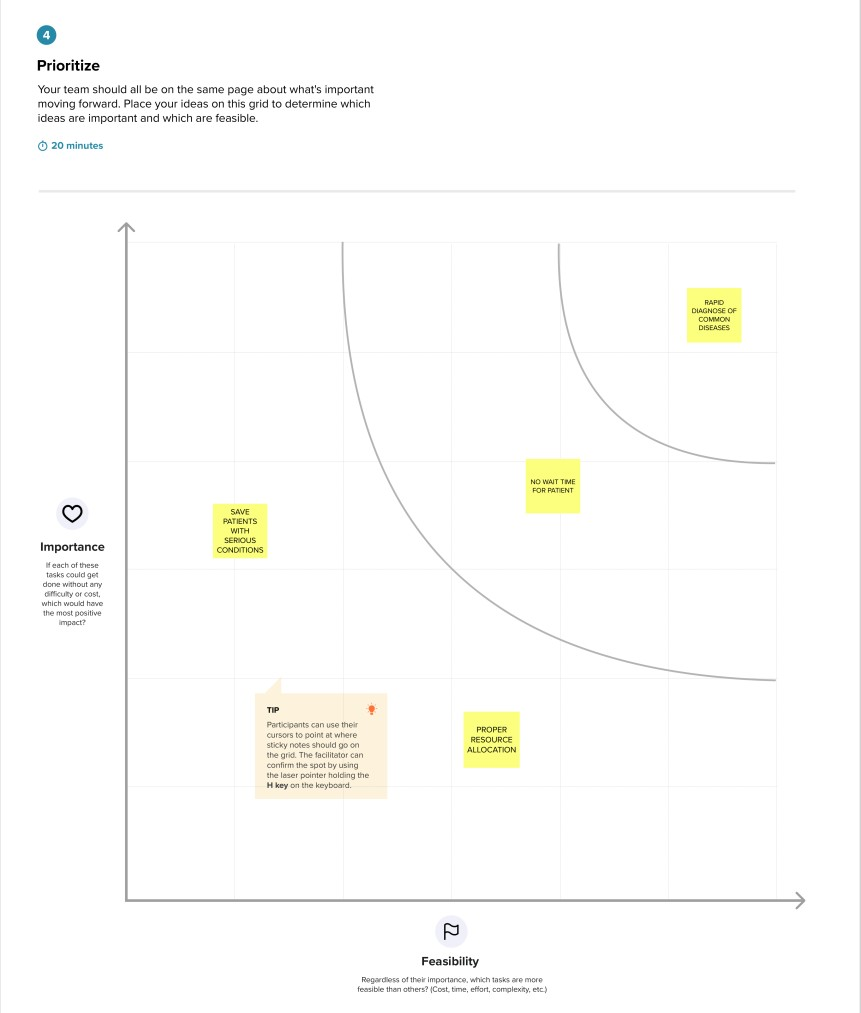 4
Prioritize
Your team should all be on the same page about what's important
moving forward. Place your ideas on this grid to determine which
ideas are important and which are feasible.
20 minutes
RAPID
DIAGNOSE OF
COMMON
DISEASES
NO WAIT TIME
FOR PATIENT
SAVE
PATIENTS
WITH
SERIOUS
CONDITIONS
Importance
If each of these
tasks could get
done without any
difficulty or cost,
which would have
the most positive
impact?
TIP
Participants can use their
cursors to point at where
sticky notes should go on
the grid. The facilitator can
confirm the spot by using
the laser pointer holding the
H key on the keyboard.
PROPER
RESOURCE
ALLOCATION
Feasibility
Regardless of their importance, which tasks are more
feasible than others? (Cost, time, effort, complexity, etc.)